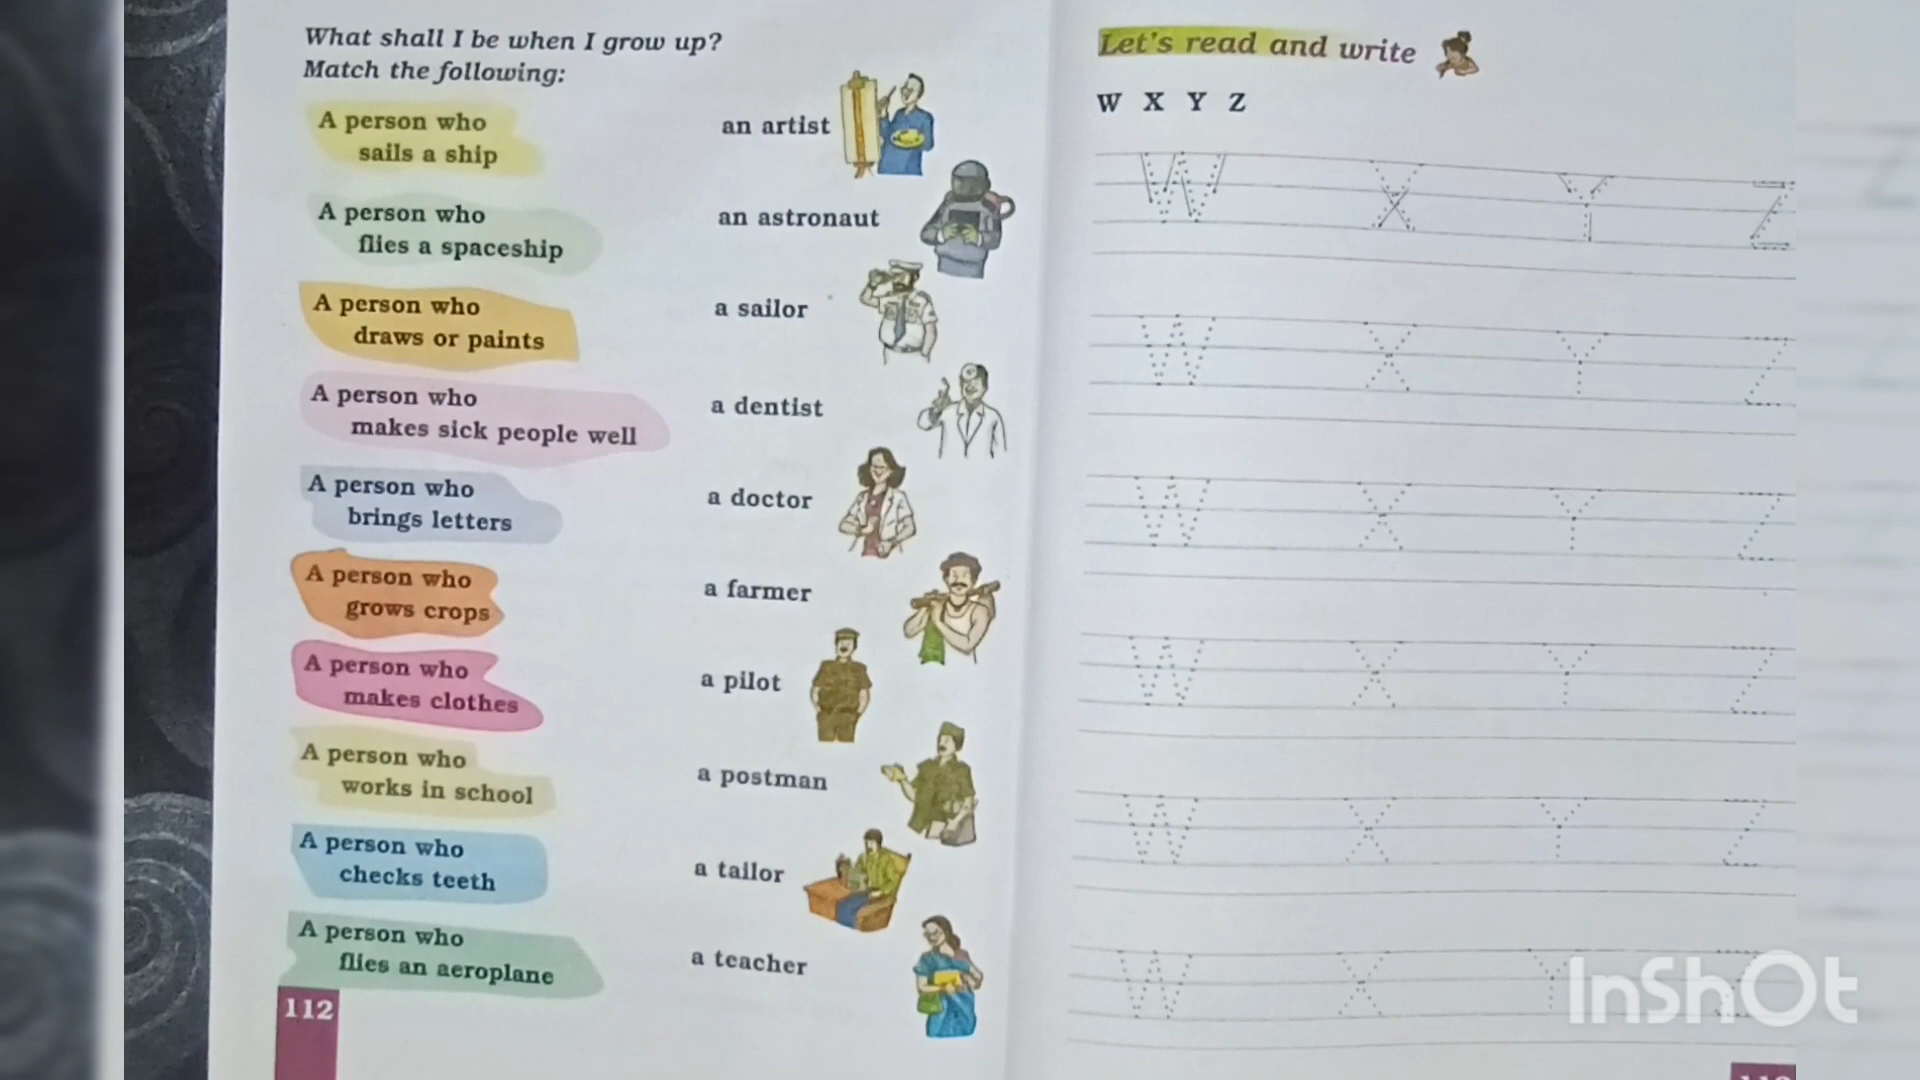 What shall I be when I grow up?
Match the following:
A person who
sails a ship
an artist
A person who
flies a spaceship
an astronaut
A person who
draws or paints
a sailor
A person who
makes sick people well
a dentist
A person who
brings letters
a doctor
A person who
grows crops
a farmer
A person who
makes clothes
a pilot
A person who
works in school
a postman
A person who
checks teeth
a tailor
A person who
flies an aeroplane
a teacher
112
Let's read and write
W X Y Z
W X Y Z
W X Y Z
W X Y Z
W X Y Z
W X Y Z
W X Y
InShOt